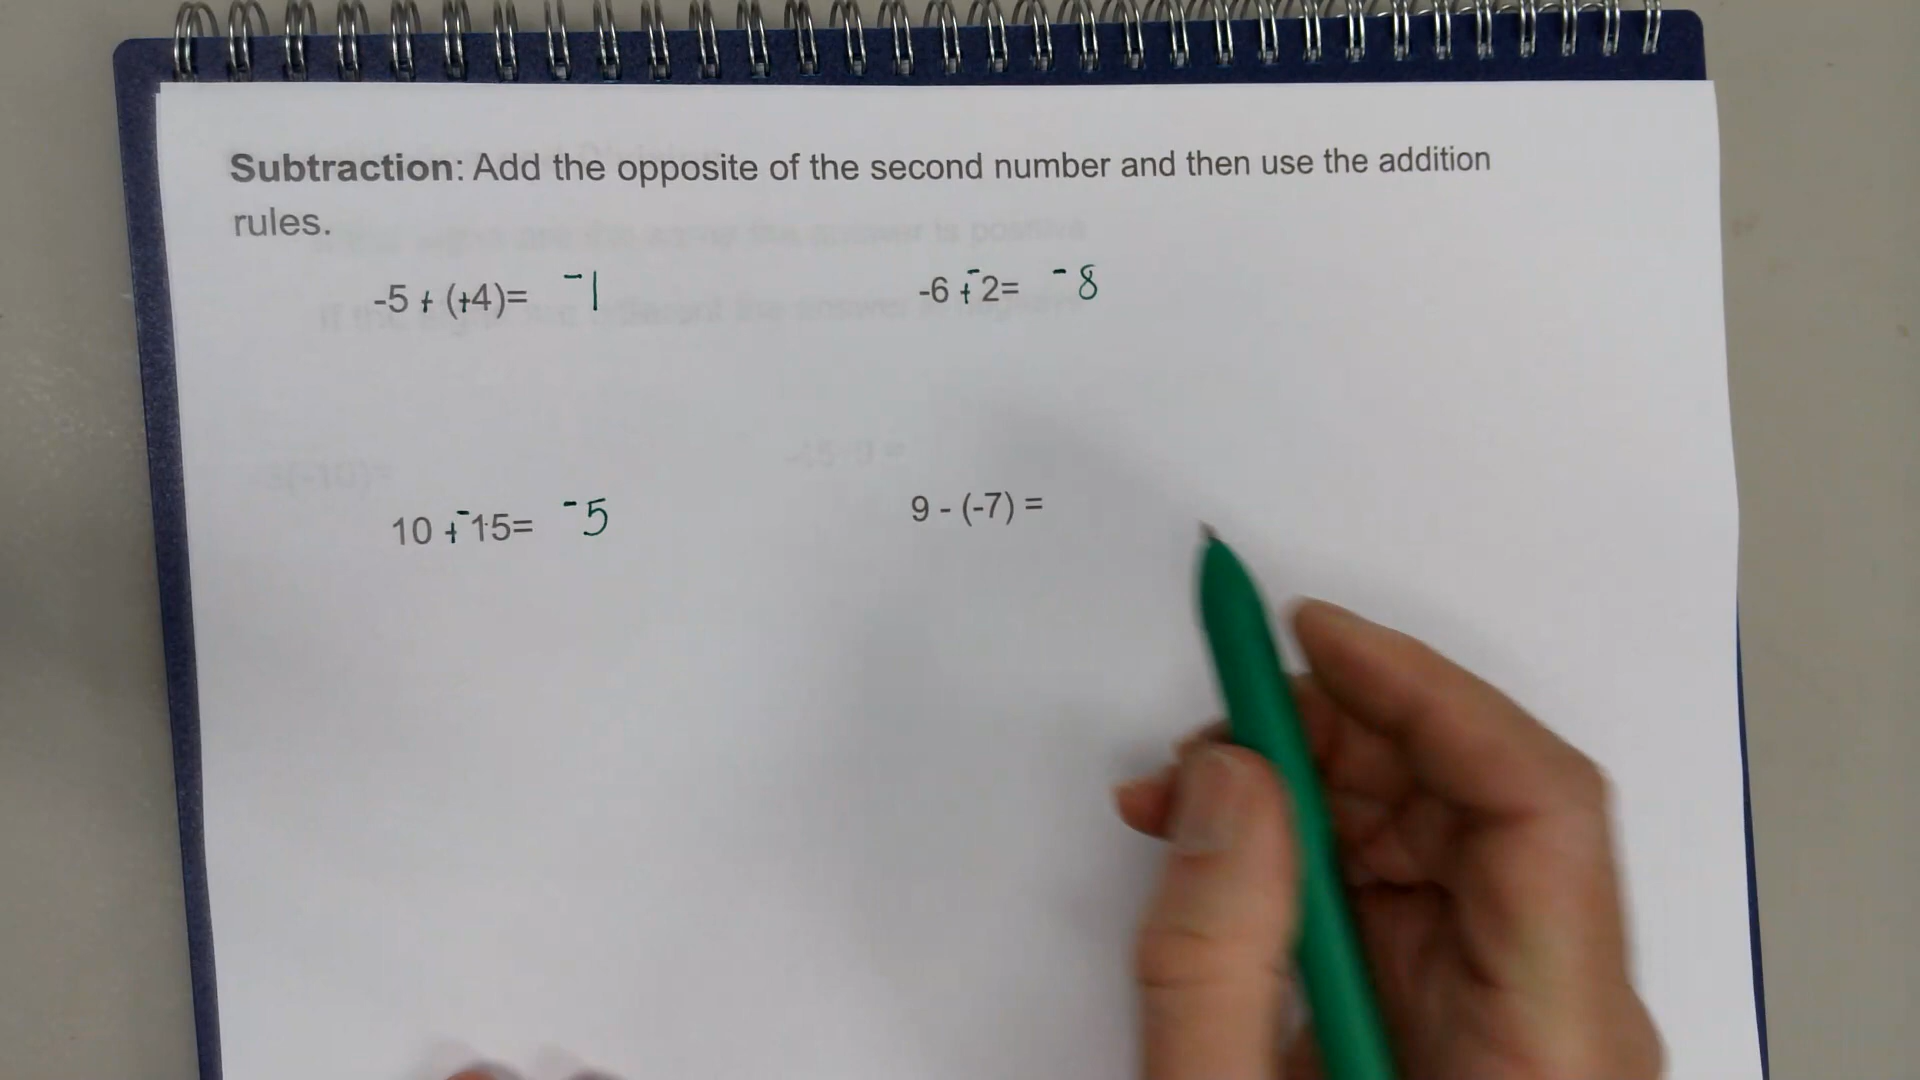 Subtraction: Add the opposite of the second number and then use the addition
rules.
-5 + (+4)= -1
-6 + -2= -8
10 + -15= -5
9 - (-7) =